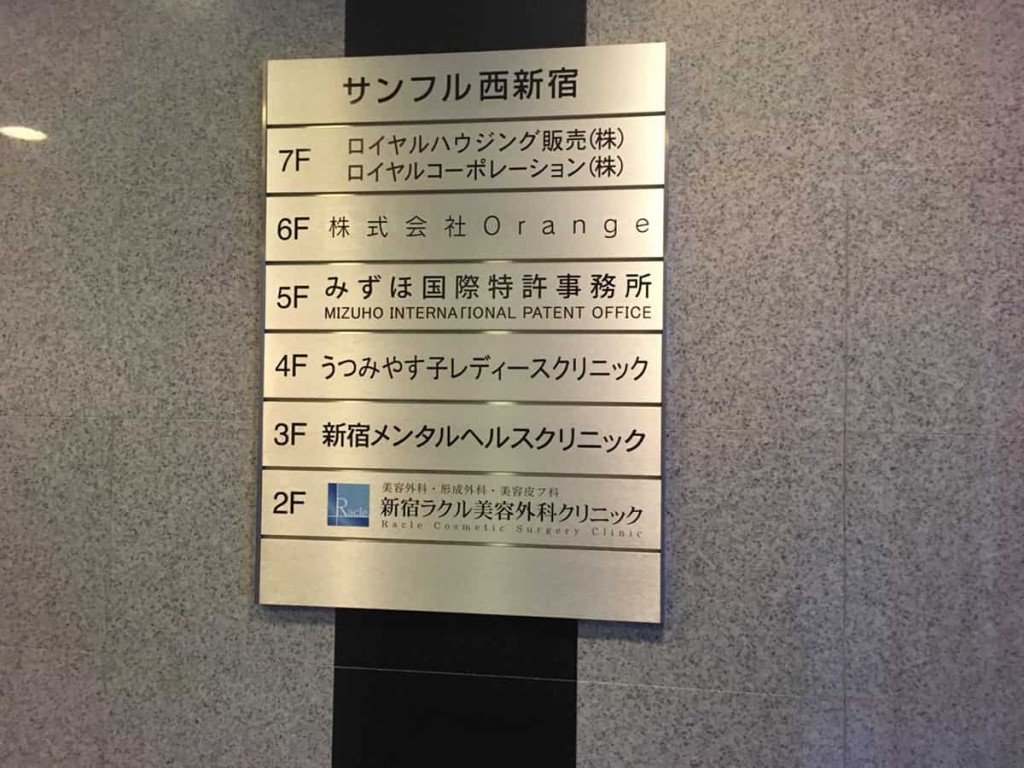 サンフル西新宿
7F ロイヤルハウジング販売(株)
ロイヤルコーポレーション(株)
6F 株式会社Orange
5F みずほ国際特許事務所
MIZUHO INTERNATIONAL PATENT OFFICE
4F うつみやす子レディースクリニック
3F 新宿メンタルヘルスクリニック
2F Racle 美容外科・形成外科・美容皮フ科
新宿ラクル美容外科クリニック
Racle Cosmetic Surgery Clinic